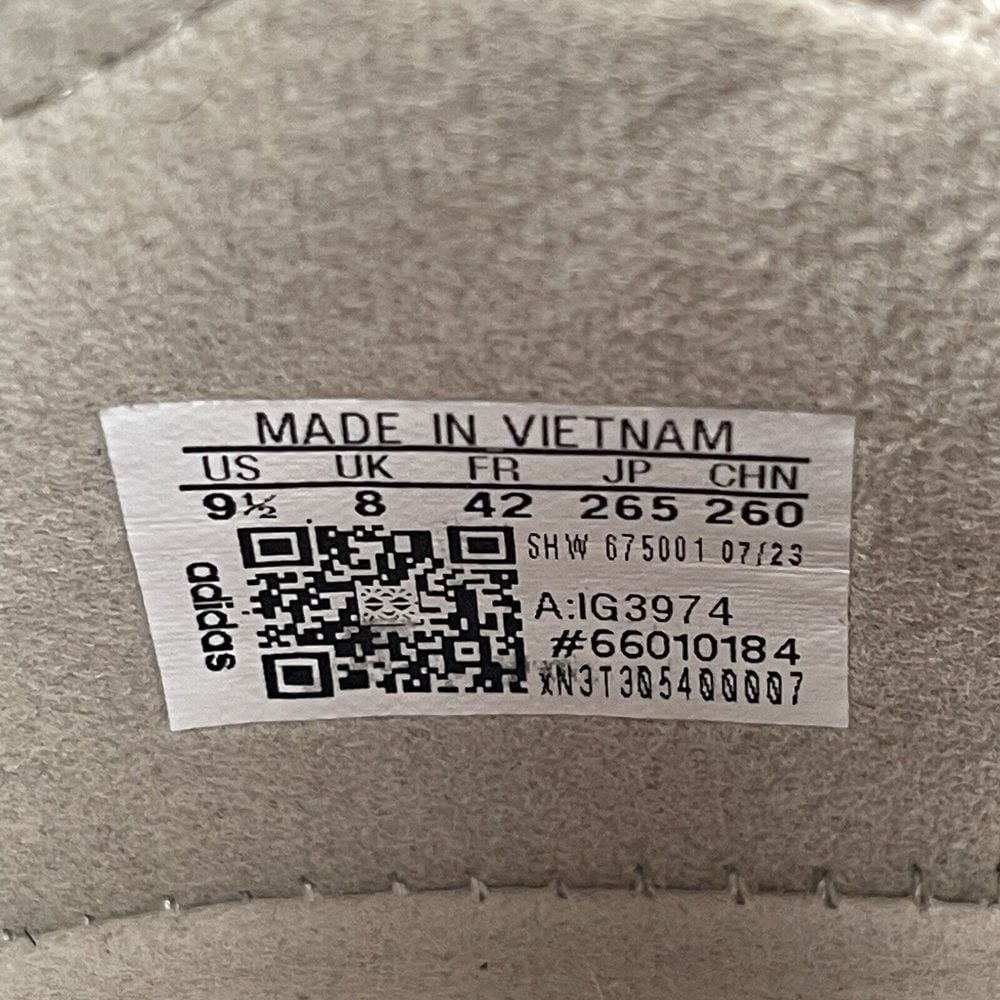 MADE IN VIETNAM
US UK FR JP CHN
9½ 8 42 265 260
SHW 675001 07/23
adidas
A:IG3974
#66010184
xN3T305400007